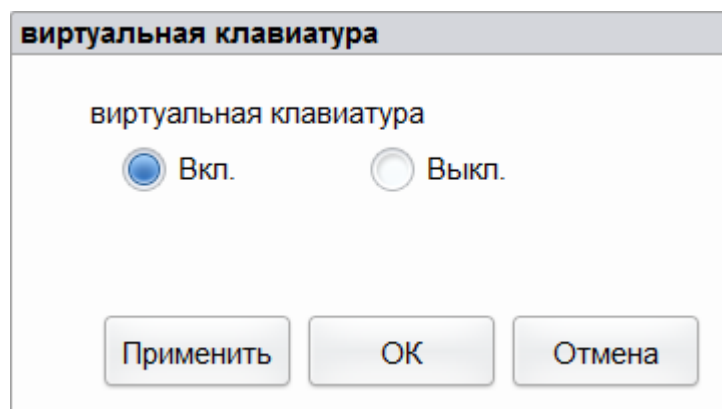 виртуальная клавиатура
виртуальная клавиатура
Вкл. Выкл.
Применить ОК Отмена